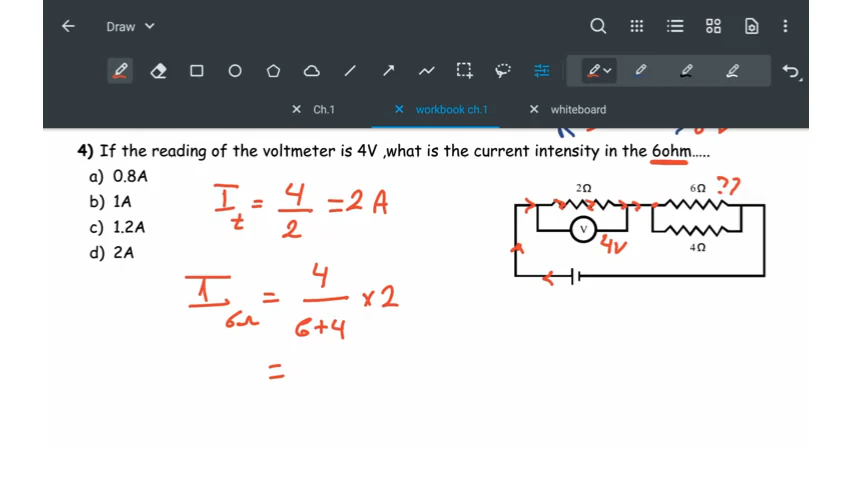 Draw
Ch.1
workbook ch.1
whiteboard
4) If the reading of the voltmeter is 4V ,what is the current intensity in the 6ohm.....
a) 0.8A
b) 1A
c) 1.2A
d) 2A
I t = 4/2 = 2 A
I 6Ω = 4/(6+4) × 2
=
2Ω
6Ω ??
V
4V
4Ω